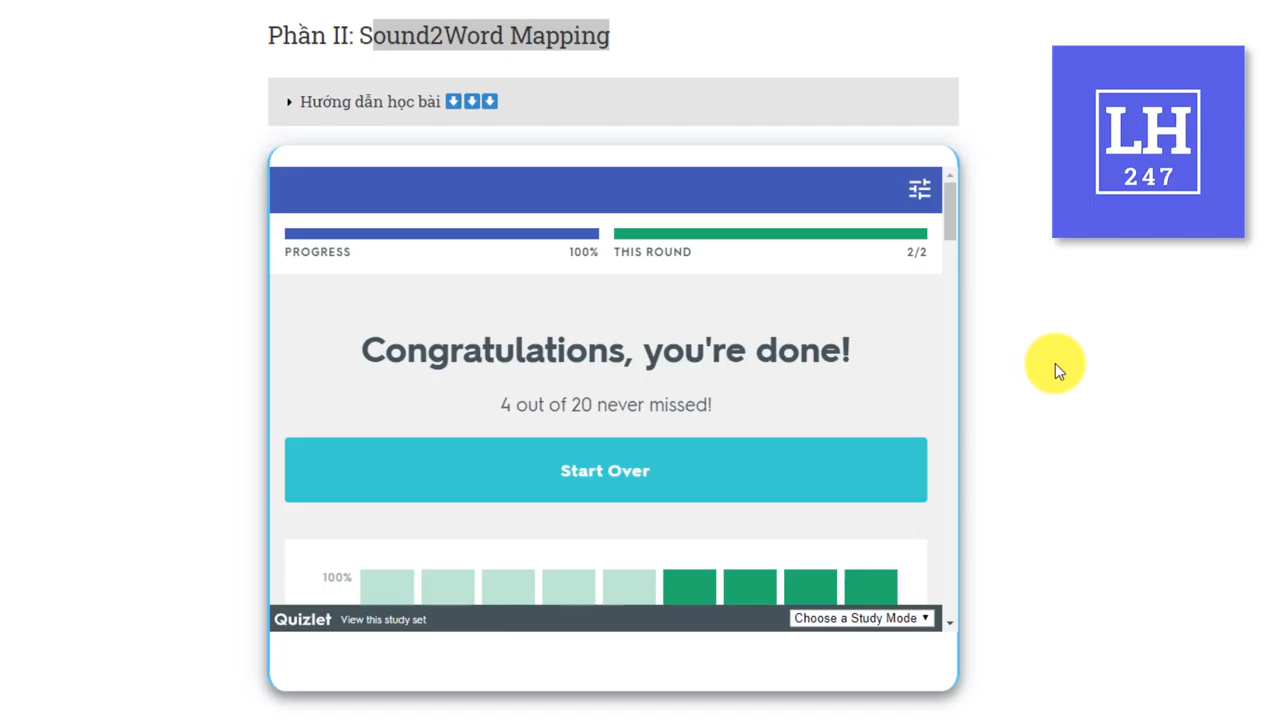 Phần II: Sound2Word Mapping
Hướng dẫn học bài
LH
247
PROGRESS 100% THIS ROUND 2/2
Congratulations, you're done!
4 out of 20 never missed!
Start Over
100%
Quizlet View this study set Choose a Study Mode